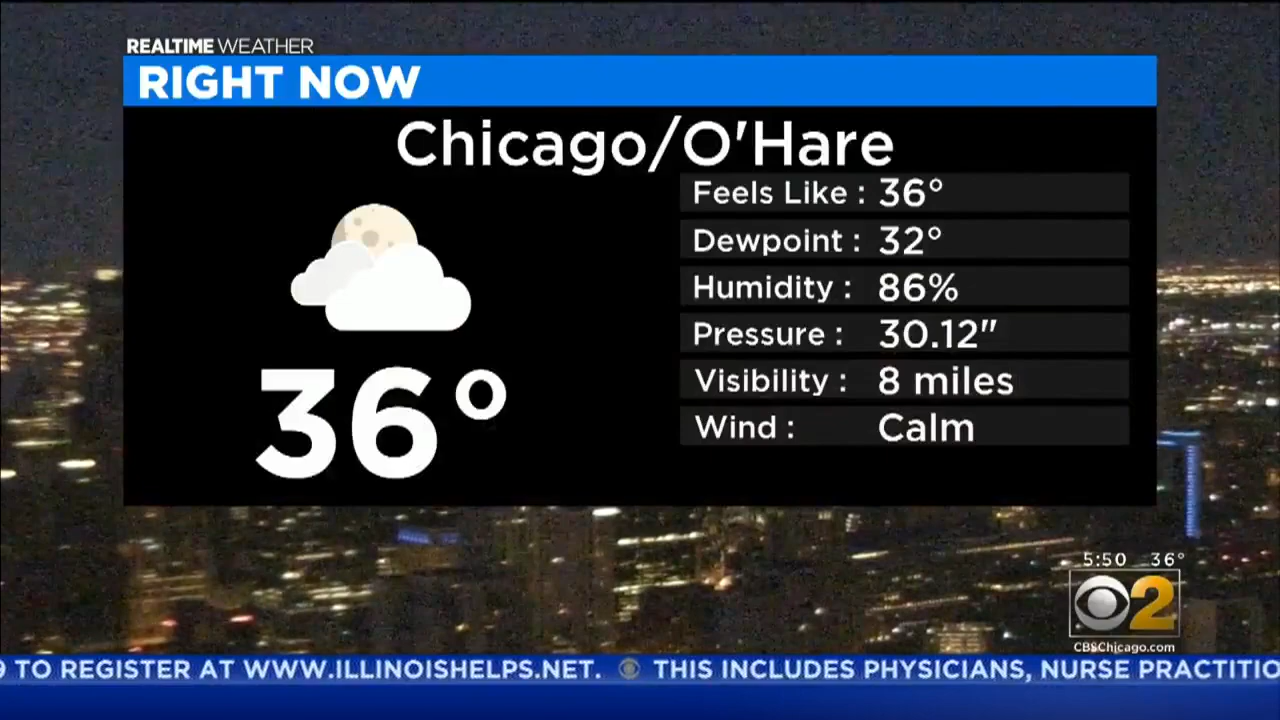 REALTIME WEATHER
RIGHT NOW
Chicago/O'Hare
36°
Feels Like : 36°
Dewpoint : 32°
Humidity : 86%
Pressure : 30.12"
Visibility : 8 miles
Wind : Calm
5:50 36°
2
CBSChicago.com
9 TO REGISTER AT WWW.ILLINOISHELPS.NET. THIS INCLUDES PHYSICIANS, NURSE PRACTITIO